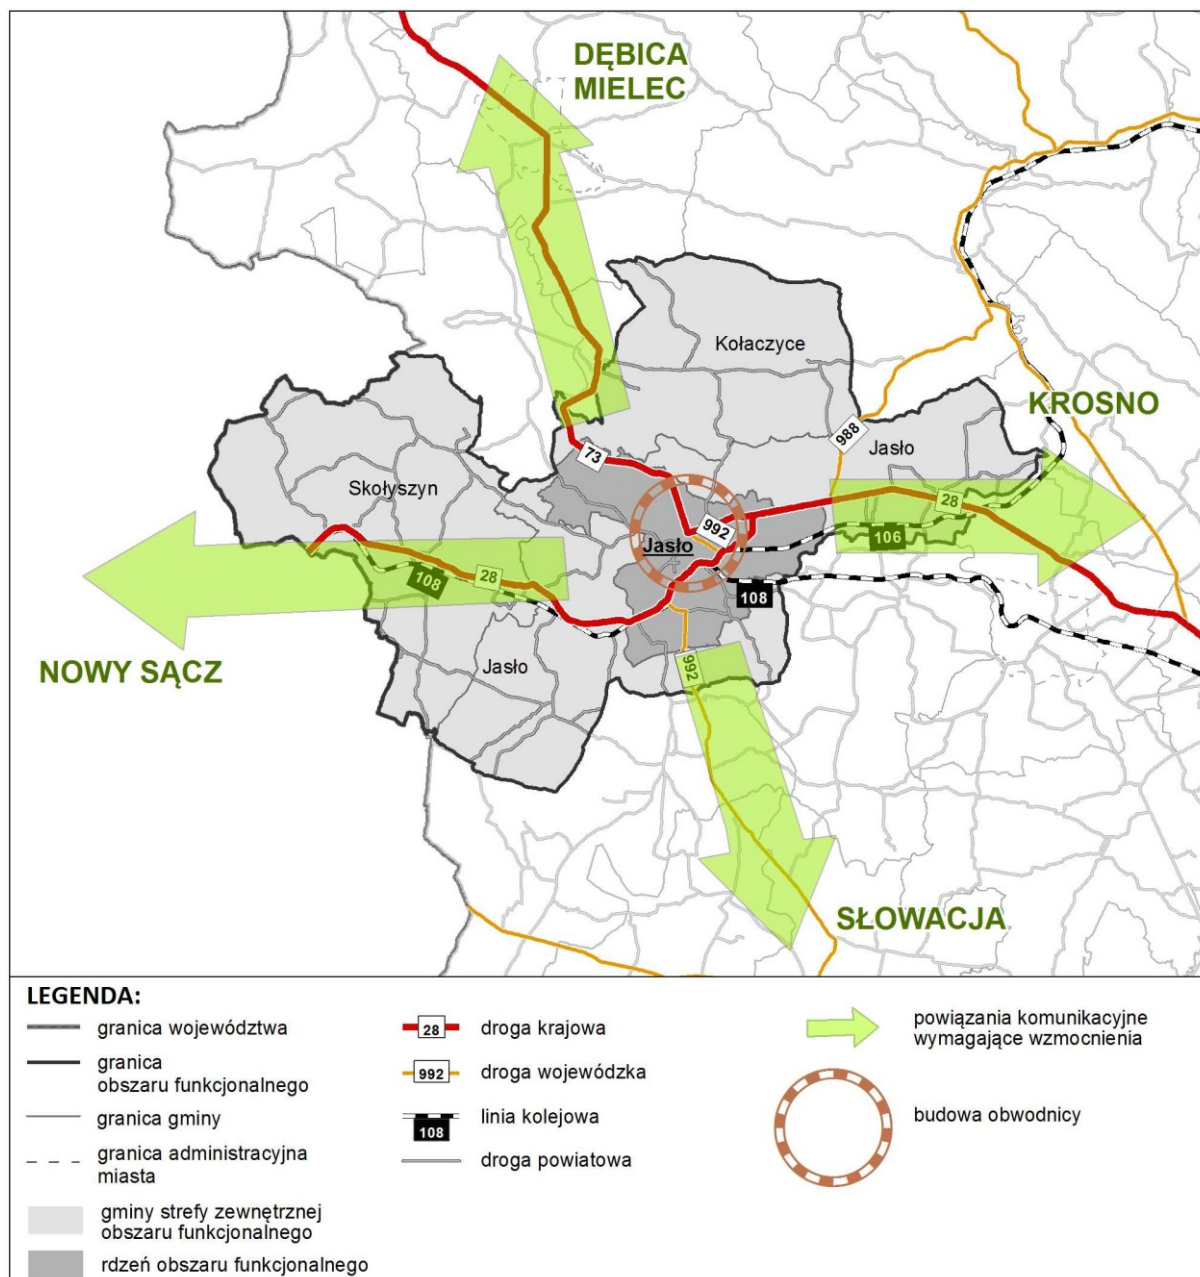 DĘBICA
MIELEC
Kołaczyce
KROSNO
988
Jasło
73
Skołyszyn
28
992
Jasło
106
108
28
108
992
NOWY SĄCZ
Jasło
SŁOWACJA
LEGENDA:
granica województwa
granica
obszaru funkcjonalnego
granica gminy
granica administracyjna
miasta
gminy strefy zewnętrznej
obszaru funkcjonalnego
rdzeń obszaru funkcjonalnego
28 droga krajowa
992 droga wojewódzka
linia kolejowa
108
droga powiatowa
powiązania komunikacyjne
wymagające wzmocnienia
budowa obwodnicy